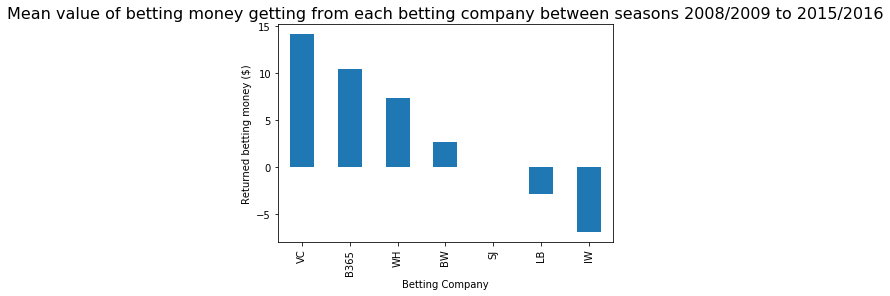 Mean value of betting money getting from each betting company between seasons 2008/2009 to 2015/2016
15
10
5
0
−5
Returned betting money ($)
VC
B365
WH
BW
SJ
LB
IW
Betting Company